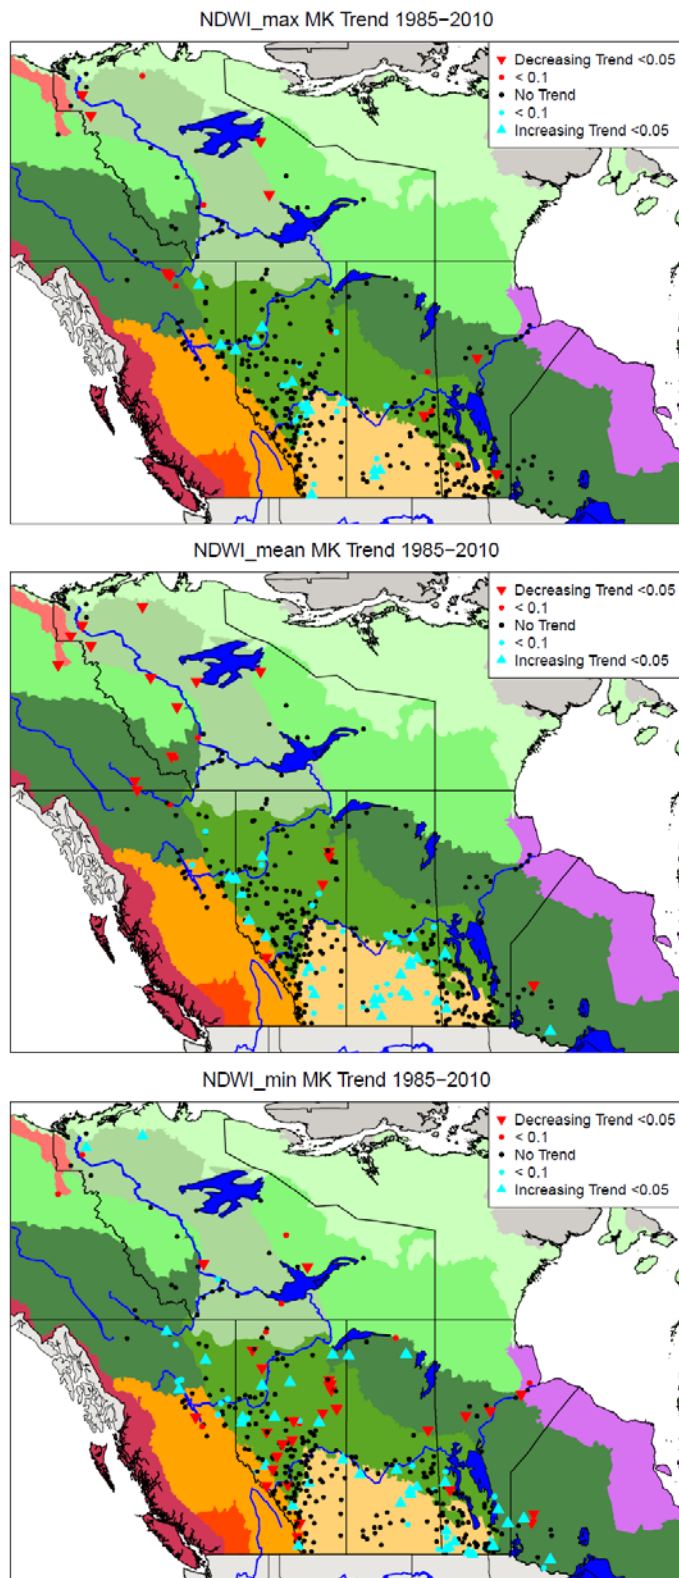 NDWI_max MK Trend 1985−2010
Decreasing Trend <0.05
< 0.1
No Trend
< 0.1
Increasing Trend <0.05
NDWI_mean MK Trend 1985−2010
Decreasing Trend <0.05
< 0.1
No Trend
< 0.1
Increasing Trend <0.05
NDWI_min MK Trend 1985−2010
Decreasing Trend <0.05
< 0.1
No Trend
< 0.1
Increasing Trend <0.05